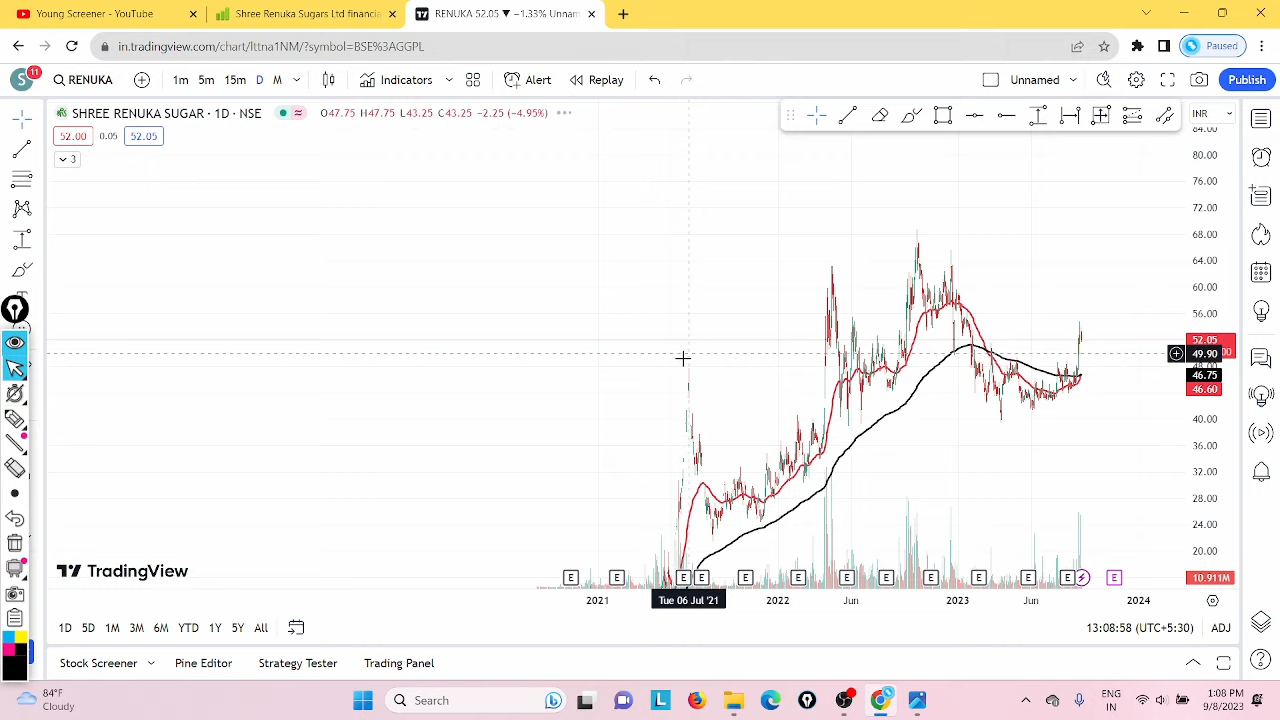 Young Screener - YouTube
Shree Renuka Sugars Ltd financia
RENUKA 52.05 ▼ −1.33% Unnam
in.tradingview.com/chart/lttna1NM/?symbol=BSE%3AGGPL
Paused
S 11
RENUKA
1m 5m 15m D M
Indicators
Alert
Replay
Unnamed
Publish
SHREE RENUKA SUGAR · 1D · NSE
O47.75 H47.75 L43.25 C43.25 −2.25 (−4.95%)
INR
52.00 0.05 52.05
3
84.00
80.00
76.00
72.00
68.00
64.00
60.00
56.00
52.05
49.90
46.75
46.60
40.00
36.00
32.00
28.00
24.00
20.00
10.911M
E E E E E E E E E E E E E
TradingView
2021
Tue 06 Jul '21
2022
Jun
2023
Jun
2024
1D 5D 1M 3M 6M YTD 1Y 5Y All
13:08:58 (UTC+5:30)
ADJ
Stock Screener
Pine Editor
Strategy Tester
Trading Panel
84°F
Cloudy
Search
ENG
IN
1:08 PM
9/8/2023